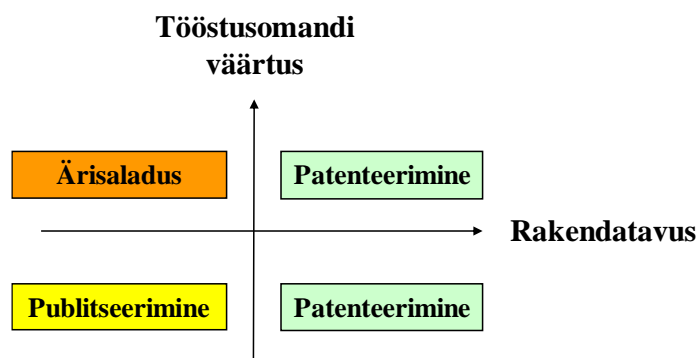 Tööstusomandi
väärtus
Ärisaladus
Patenteerimine
Rakendatavus
Publitseerimine
Patenteerimine